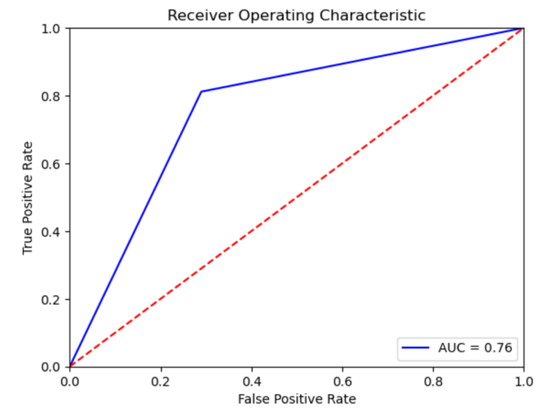 Receiver Operating Characteristic
1.0
0.8
0.6
0.4
0.2
0.0
True Positive Rate
AUC = 0.76
0.0 0.2 0.4 0.6 0.8 1.0
False Positive Rate